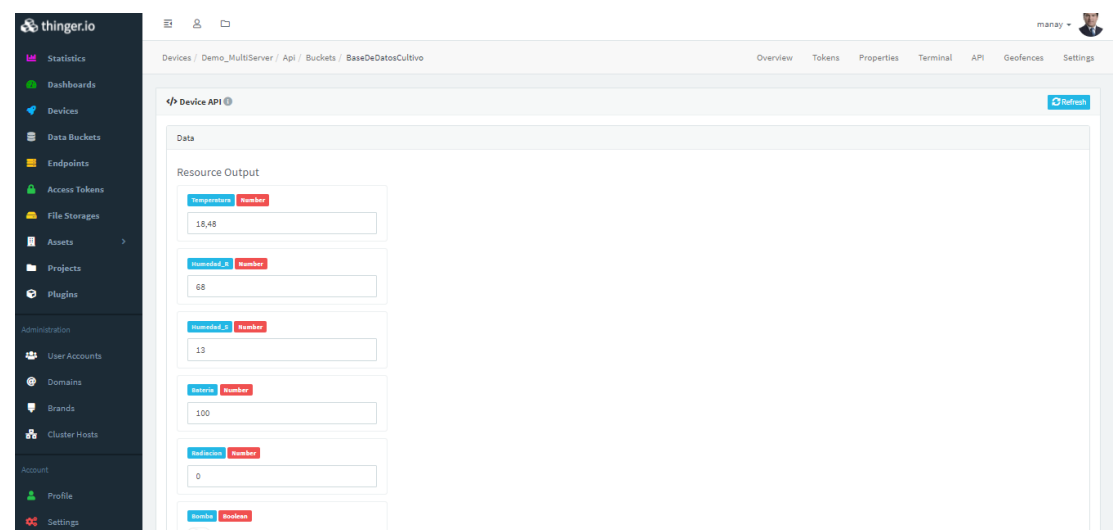 thinger.io
manay
Statistics
Dashboards
Devices
Data Buckets
Endpoints
Access Tokens
File Storages
Assets
Projects
Plugins
Administration
User Accounts
Domains
Brands
Cluster Hosts
Account
Profile
Settings
Devices / Demo_MultiServer / Api / Buckets / BaseDeDatosCultivo
Overview Tokens Properties Terminal API Geofences Settings
</> Device API
Refresh
Data
Resource Output
Temperatura Number
18,48
Humedad_R Number
68
Humedad_S Number
13
Bateria Number
100
Radiacion Number
0
Bomba Boolean